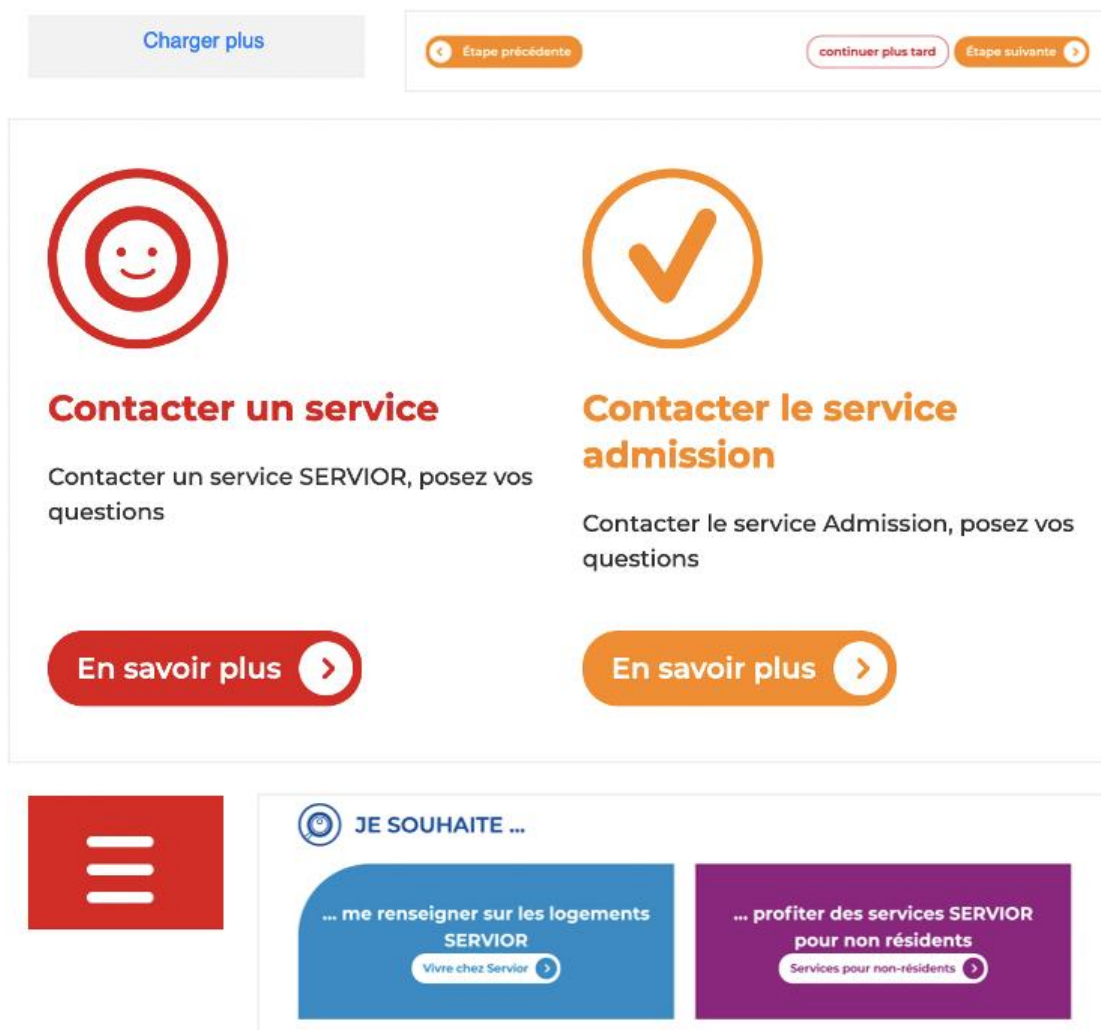 Charger plus
Étape précédente
continuer plus tard
Étape suivante
Contacter un service
Contacter un service SERVIOR, posez vos
questions
En savoir plus
Contacter le service
admission
Contacter le service Admission, posez vos
questions
En savoir plus
JE SOUHAITE ...
... me renseigner sur les logements
SERVIOR
Vivre chez Servior
... profiter des services SERVIOR
pour non résidents
Services pour non-résidents